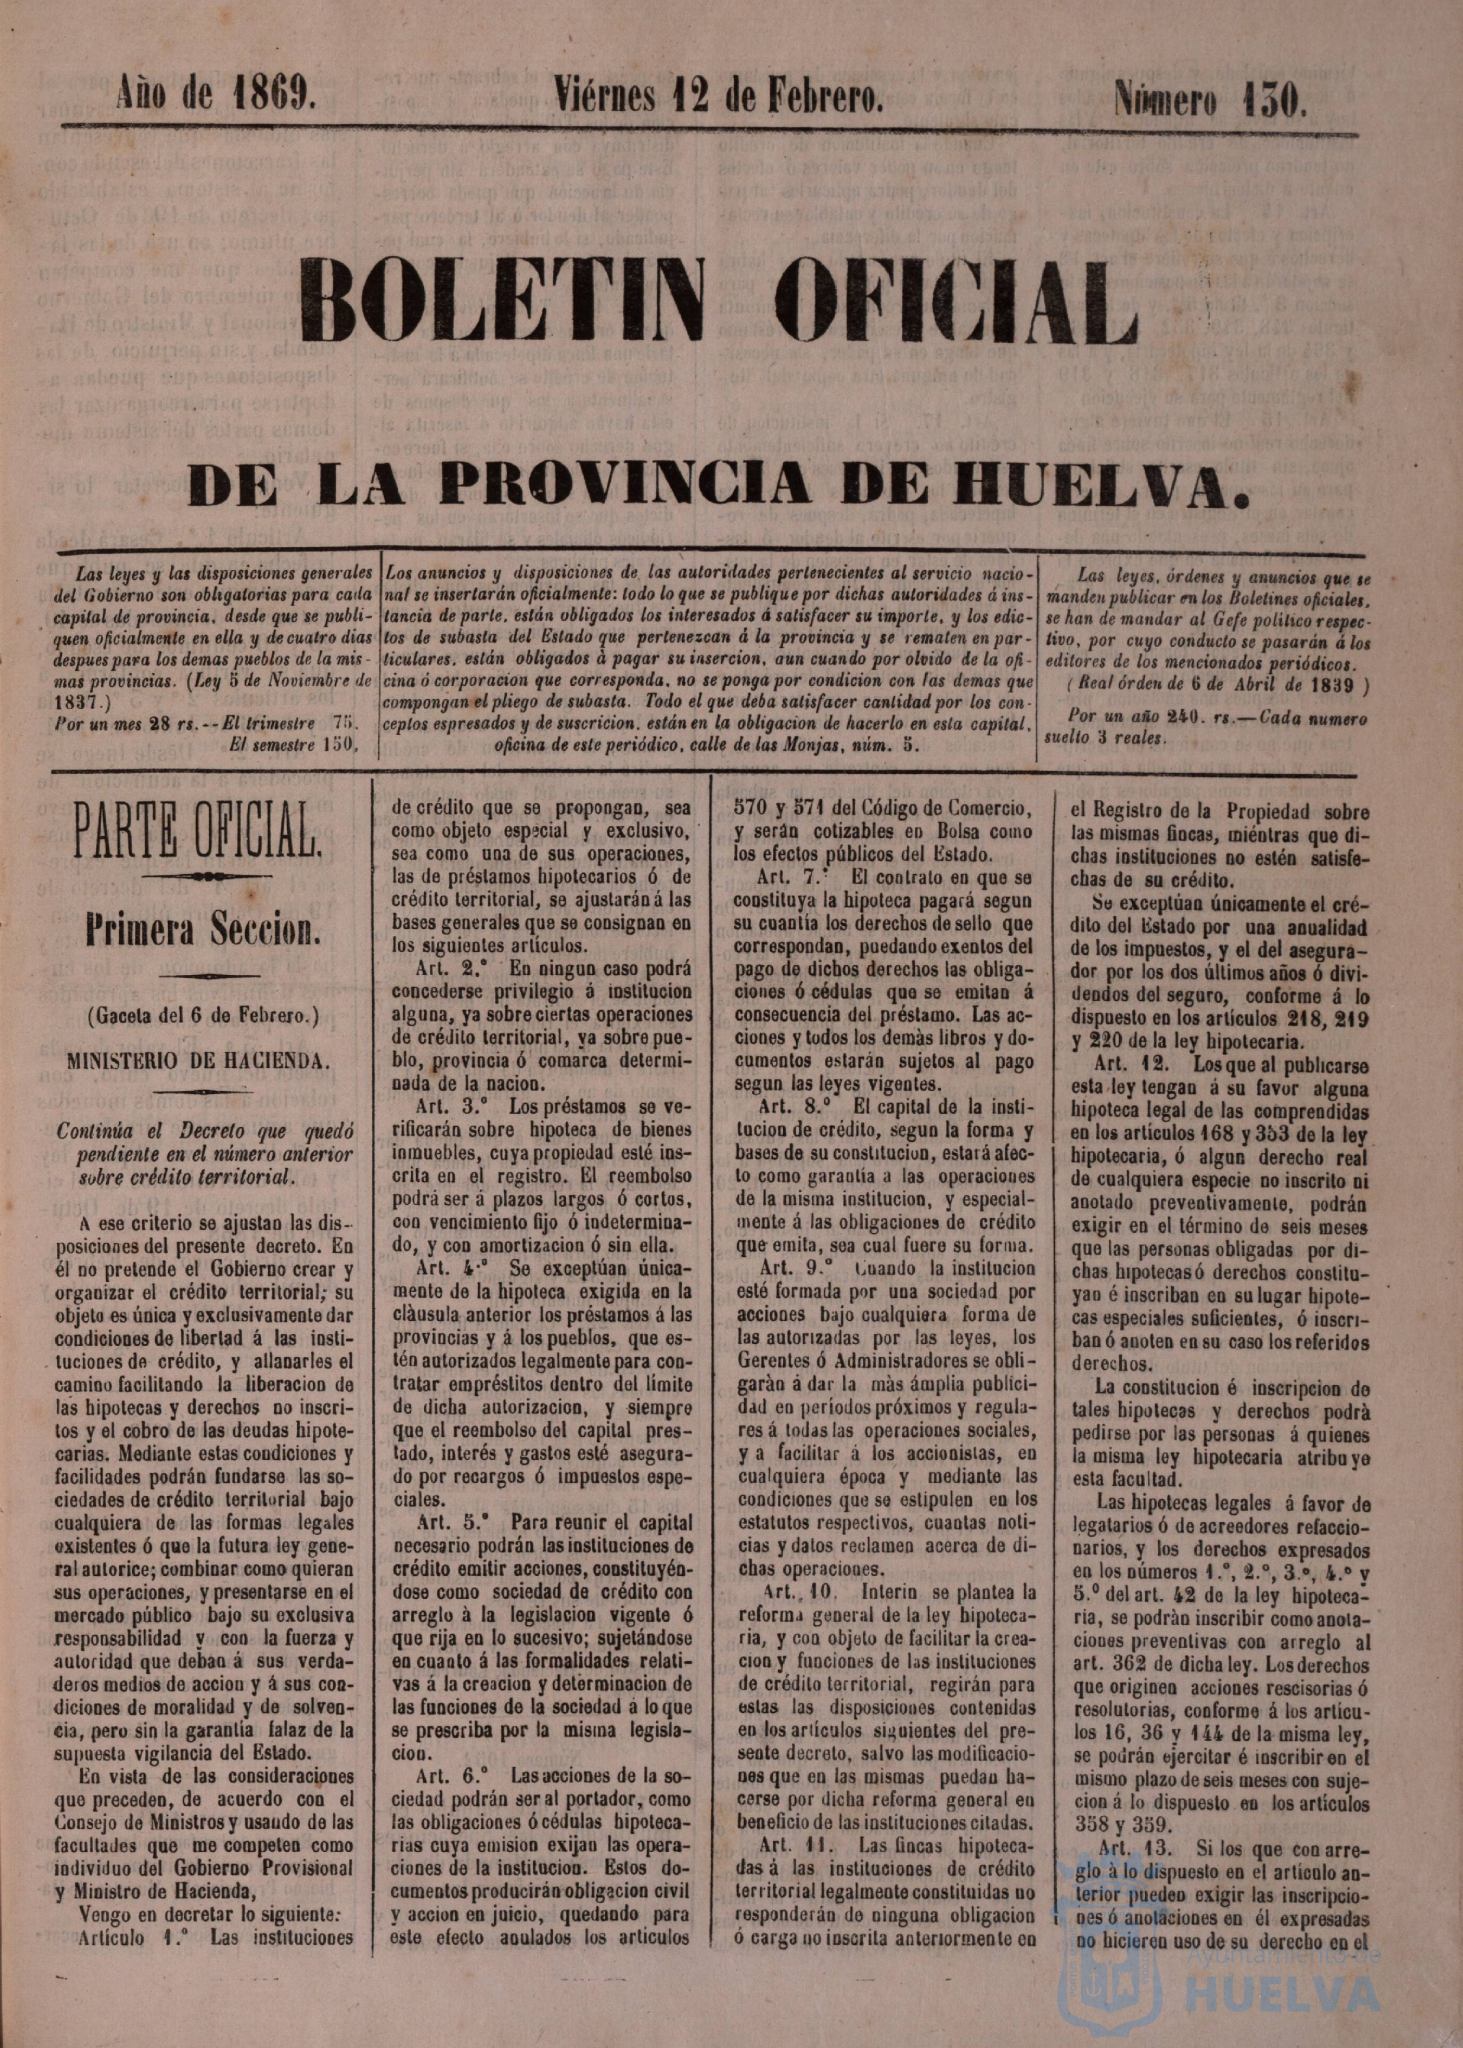 Año de 1869.
Viérnes 12 de Febrero.
Número 130.
BOLETIN OFICIAL
DE LA PROVINCIA DE HUELVA.
Las leyes y las disposiciones generales
del Gobierno son obligatorias para cada
capital de provincia, desde que se publi-
quen oficialmente en ella y de cuatro dias
despues para los demas pueblos de la mis-
mas provincias. (Ley 5 de Noviembre de
1837.)
Por un mes 28 rs.--El trimestre 75.
El semestre 150,
Los anuncios y disposiciones de las autoridades pertenecientes al servicio nacio-
nal se insertarán oficialmente: todo lo que se publique por dichas autoridades á ins-
tancia de parte, están obligados los interesados á satisfacer su importe, y los edic-
tos de subasta del Estado que pertenezcan á la provincia y se rematen en par-
ticulares, están obligados à pagar su insercion, aun cuando por olvido de la ofi-
cina ó corporacion que corresponda, no se ponga por condicion con las demas que
compongan el pliego de subasta. Todo el que deba satisfacer cantidad por los con-
ceptos espresados y de suscricion, están en la obligacion de hacerlo en esta capital,
oficina de este periódico, calle de las Monjas, núm. 5.
Las leyes, órdenes y anuncios que se
manden publicar en los Boletines oficiales,
se han de mandar al Gefe politico respec-
tivo, por cuyo conducto se pasarán á los
editores de los mencionados periódicos.
(Real órden de 6 de Abril de 1839)
Por un año 240. rs.—Cada numero
suelto 3 reales.
PARTE OFICIAL.
Primera Seccion.
(Gaceta del 6 de Febrero.)
MINISTERIO DE HACIENDA.
Continúa el Decreto que quedó
pendiente en el número anterior
sobre crédito territorial.
A ese criterio se ajustan las dis-
posiciones del presente decreto. En
él no pretende el Gobierno crear y
organizar el crédito territorial; su
objeto es única y exclusivamente dar
condiciones de libertad á las insti-
tuciones de crédito, y allanarles el
camino facilitando la liberacion de
las hipotecas y derechos no inscri-
tos y el cobro de las deudas hipote-
carias. Mediante estas condiciones y
facilidades podrán fundarse las so-
ciedades de crédito territorial bajo
cualquiera de las formas legales
existentes ó que la futura ley gene-
ral autorice; combinar como quieran
sus operaciones, y presentarse en el
mercado público bajo su exclusiva
responsabilidad y con la fuerza y
autoridad que deban á sus verda-
deros medios de accion y á sus con-
diciones de moralidad y de solven-
cia, pero sin la garantía falaz de la
supuesta vigilancia del Estado.
En vista de las consideraciones
que preceden, de acuerdo con el
Consejo de Ministros y usando de las
facultades que me competen como
individuo del Gobierno Provisional
y Ministro de Hacienda,
Vengo en decretar lo siguiente:
Artículo 1.º Las instituciones
de crédito que se propongan, sea
como objeto especial y exclusivo,
sea como una de sus operaciones,
las de préstamos hipotecarios ó de
crédito territorial, se ajustarán á las
bases generales que se consignan en
los siguientes artículos.
Art. 2.º En ningun caso podrá
concederse privilegio á institucion
alguna, ya sobre ciertas operaciones
de crédito territorial, ya sobre pue-
blo, provincia ó comarca determi-
nada de la nacion.
Art. 3.º Los préstamos se ve-
rificarán sobre hipoteca de bienes
inmuebles, cuya propiedad esté ins-
crita en el registro. El reembolso
podrá ser á plazos largos ó cortos,
con vencimiento fijo ó indetermina-
do, y con amortizacion ó sin ella.
Art. 4.º Se exceptúan única-
mente de la hipoteca exigida en la
clàusula anterior los préstamos á las
provincias y á los pueblos, que es-
tén autorizados legalmente para con-
tratar empréstitos dentro del límite
de dicha autorizacion, y siempre
que el reembolso del capital pres-
tado, interés y gastos esté asegura-
do por recargos ó impuestos espe-
ciales.
Art. 5.º Para reunir el capital
necesario podrán las instituciones de
crédito emitir acciones, constituyén-
dose como sociedad de crédito con
arreglo à la legislacion vigente ó
que rija en lo sucesivo; sujetándose
en cuanto á las formalidades relati-
vas á la creacion y determinacion de
las funciones de la sociedad á lo que
se prescriba por la misma legisla-
cion.
Art. 6.º Las acciones de la so-
ciedad podrán ser al portador, como
las obligaciones ó cédulas hipoteca-
rias cuya emision exijan las opera-
ciones de la institucion. Estos do-
cumentos producirán obligacion civil
y accion en juicio, quedando para
este efecto anulados los articulos
570 y 571 del Código de Comercio,
y serán cotizables en Bolsa como
los efectos públicos del Estado.
Art. 7.º El contrato en que se
constituya la hipoteca pagará segun
su cuantía los derechos de sello que
correspondan, puedando exentos del
pago de dichos derechos las obliga-
ciones ó cédulas que se emitan á
consecuencia del préstamo. Las ac-
ciones y todos los demàs libros y do-
cumentos estarán sujetos al pago
segun las leyes vigentes.
Art. 8.º El capital de la insti-
tucion de crédito, segun la forma y
bases de su constitucion, estará afec-
to como garantía a las operaciones
de la misma institucion, y especial-
mente á las obligaciones de crédito
que emita, sea cual fuere su forma.
Art. 9.º Cuando la institucion
esté formada por una sociedad por
acciones bajo cualquiera forma de
las autorizadas por las leyes, los
Gerentes ó Administradores se obli-
garàn á dar la màs ámplia publici-
dad en períodos próximos y regula-
res á todas las operaciones sociales,
y a facilitar á los accionistas, en
cualquiera época y mediante las
condiciones que se estipulen en los
estatutos respectivos, cuantas noti-
cias y datos reclamen acerca de di-
chas operaciones.
Art. 10. Interin se plantea la
reforma general de la ley hipoteca-
ria, y con objeto de facilitar la crea-
cion y funciones de las instituciones
de crédito territorial, regirán para
estas las disposiciones contenidas
en los artículos siguientes del pre-
sente decreto, salvo las modificacio-
nes que en las mismas puedan ha-
cerse por dicha reforma general en
beneficio de las instituciones citadas.
Art. 11. Las fincas hipoteca-
das á las instituciones de crédito
territorial legalmente constituidas no
responderán de ninguna obligacion
ó carga no inscrita anteriormente en
el Registro de la Propiedad sobre
las mismas fincas, miéntras que di-
chas instituciones no estén satisfe-
chas de su crédito.
Se exceptúan únicamente el cré-
dito del Estado por una anualidad
de los impuestos, y el del asegura-
dor por los dos últimos años ó divi-
dendos del seguro, conforme á lo
dispuesto en los artículos 218, 219
y 220 de la ley hipotecaria.
Art. 12. Los que al publicarse
esta ley tengan á su favor alguna
hipoteca legal de las comprendidas
en los artículos 168 y 353 de la ley
hipotecaria, ó algun derecho real
de cualquiera especie no inscrito ni
anotado preventivamente, podrán
exigir en el término de seis meses
que las personas obligadas por di-
chas hipotecas ó derechos constitu-
yan é inscriban en su lugar hipote-
cas especiales suficientes, ó inscri-
ban ó anoten en su caso los referidos
derechos.
La constitucion é inscripcion de
tales hipotecas y derechos podrà
pedirse por las personas á quienes
la misma ley hipotecaria atribuye
esta facultad.
Las hipotecas legales á favor de
legatarios ó de acreedores refaccio-
narios, y los derechos expresados
en los números 1.º, 2.º, 3.º, 4.º y
5.º del art. 42 de la ley hipoteca-
ria, se podràn inscribir como anota-
ciones preventivas con arreglo al
art. 362 de dicha ley. Los derechos
que originen acciones rescisorias ó
resolutorias, conforme á los artícu-
los 16, 36 y 144 de la misma ley,
se podrán ejercitar é inscribir en el
mismo plazo de seis meses con suje-
cion á lo dispuesto en los artículos
358 y 359.
Art. 13. Si los que con arre-
glo à lo dispuesto en el artículo an-
terior pueden exigir las inscripcio-
nes ó anotaciones en él expresadas
no hicieren uso de su derecho en el
Ayuntamiento de
HUELVA